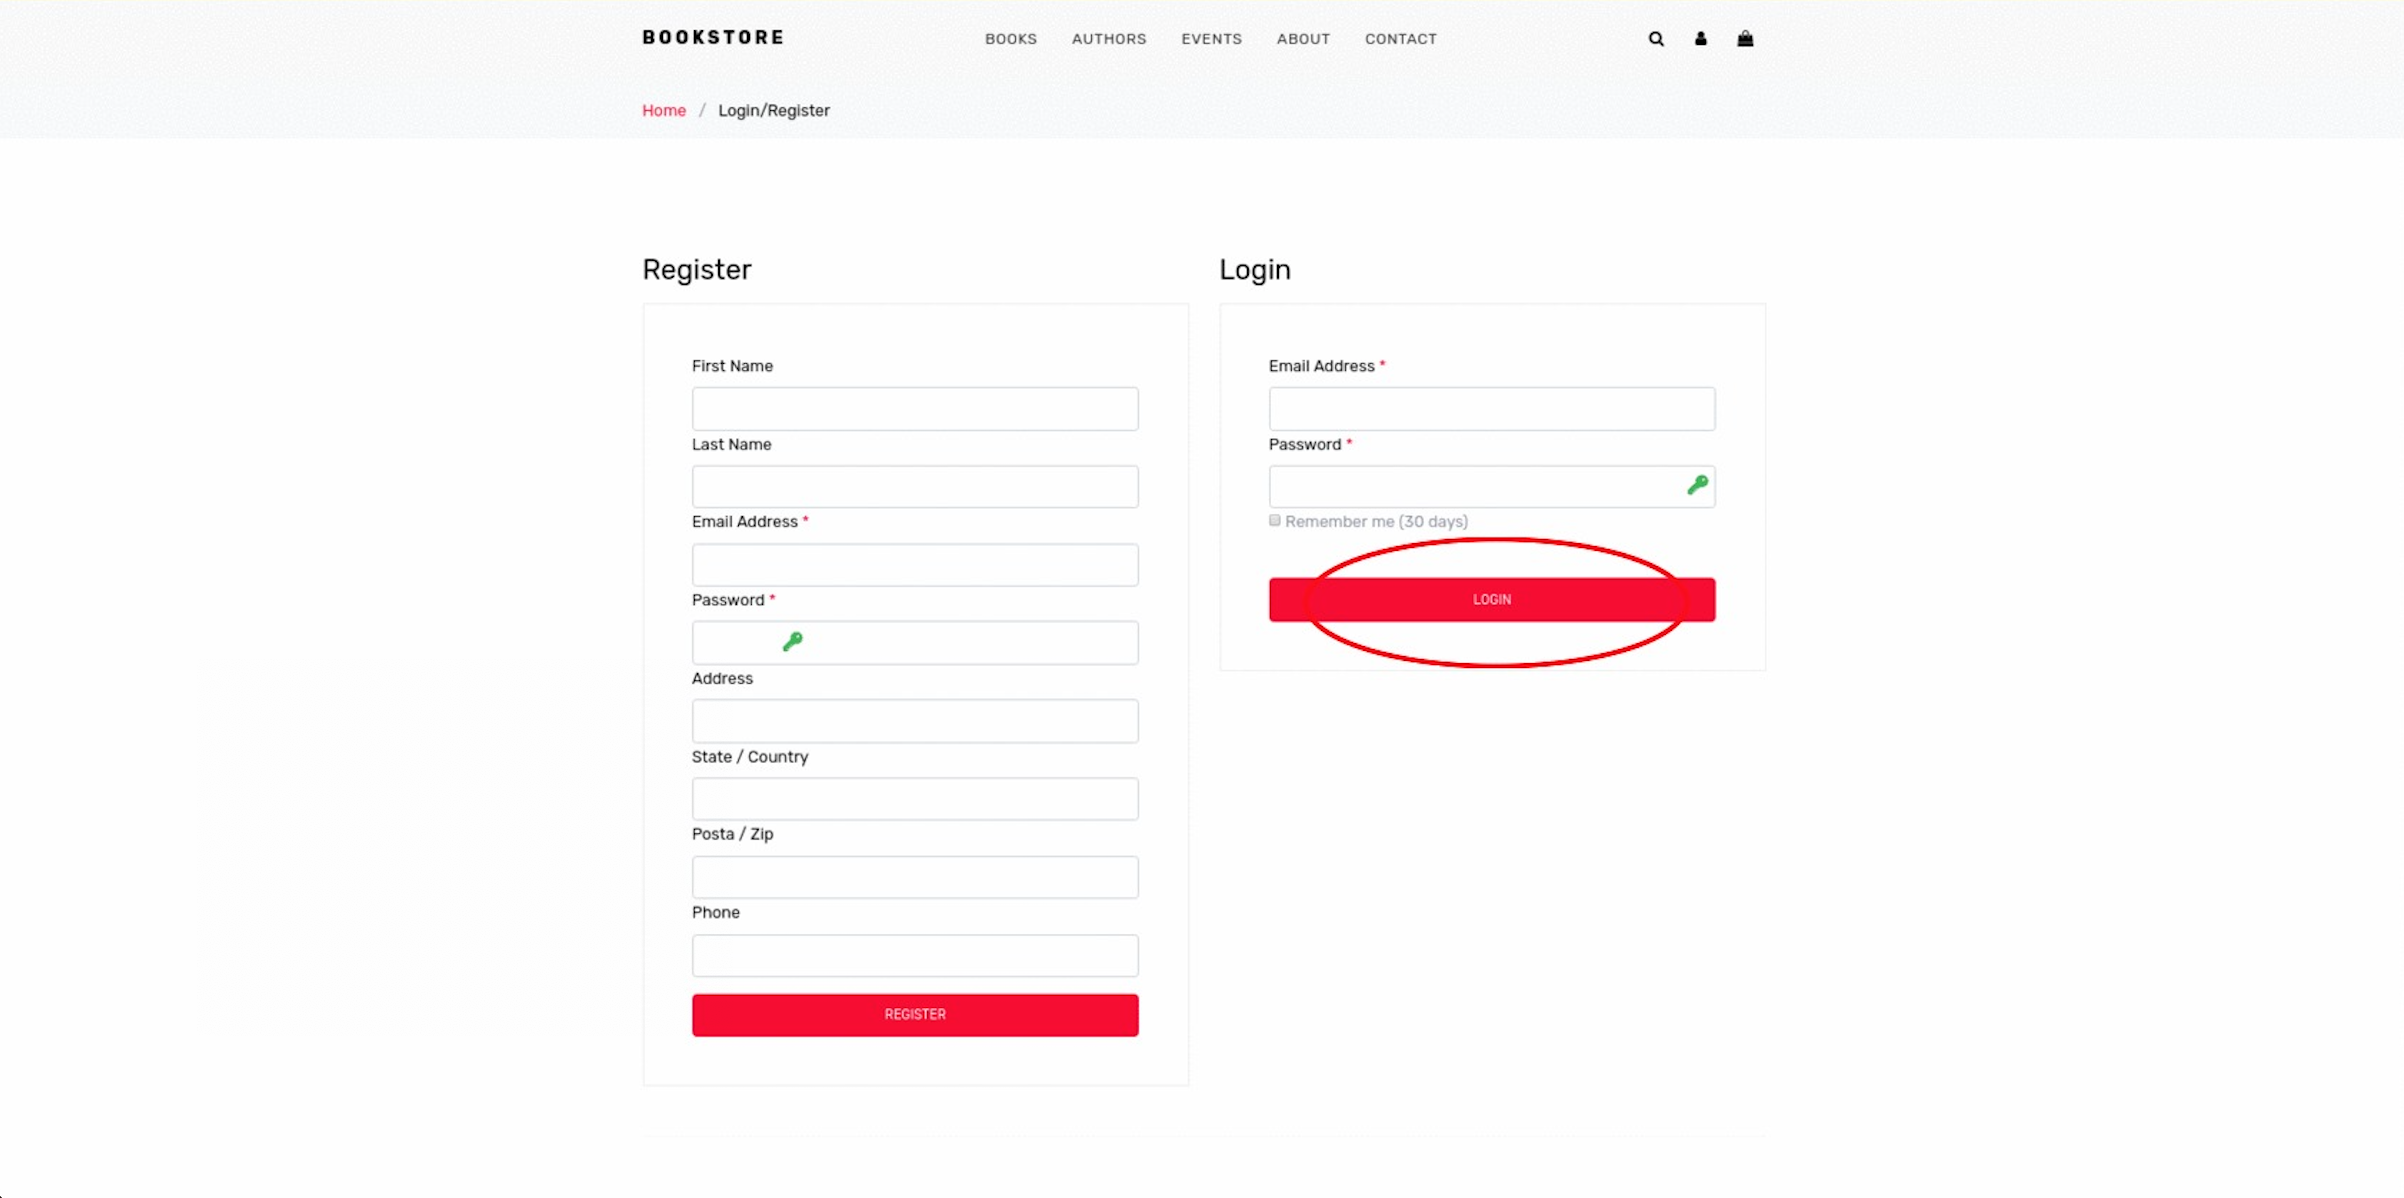 BOOKSTORE
BOOKS AUTHORS EVENTS ABOUT CONTACT
Home / Login/Register
Register
First Name
Last Name
Email Address *
Password *
Address
State / Country
Posta / Zip
Phone
REGISTER
Login
Email Address *
Password *
Remember me (30 days)
LOGIN